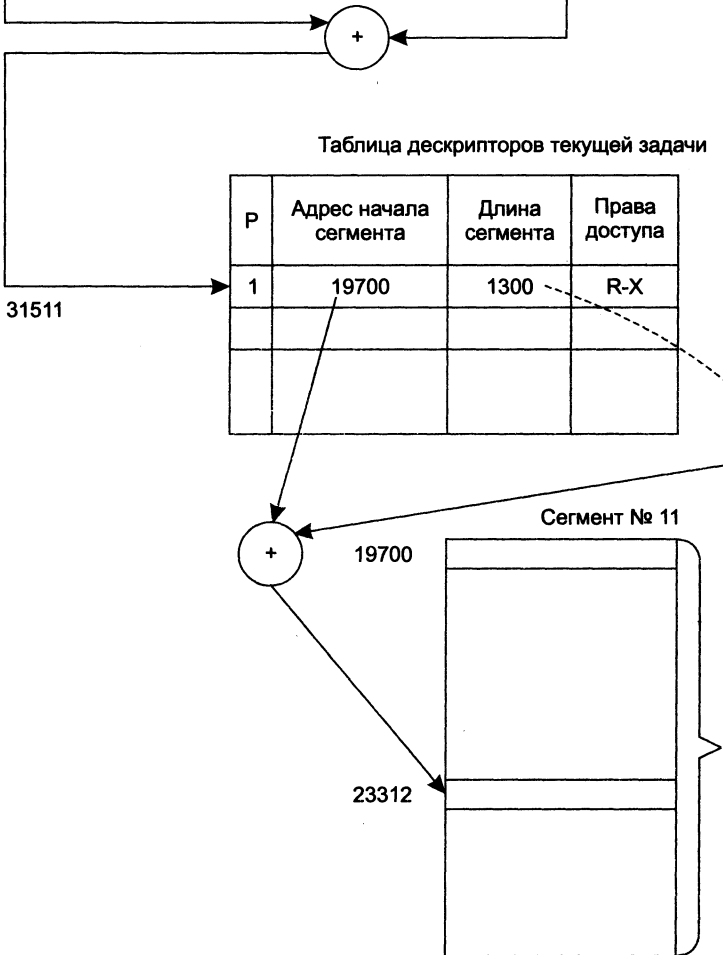 +
Таблица дескрипторов текущей задачи
P
Адрес начала
сегмента
Длина
сегмента
Права
доступа
31511
1
19700
1300
R-X
Сегмент № 11
+
19700
23312